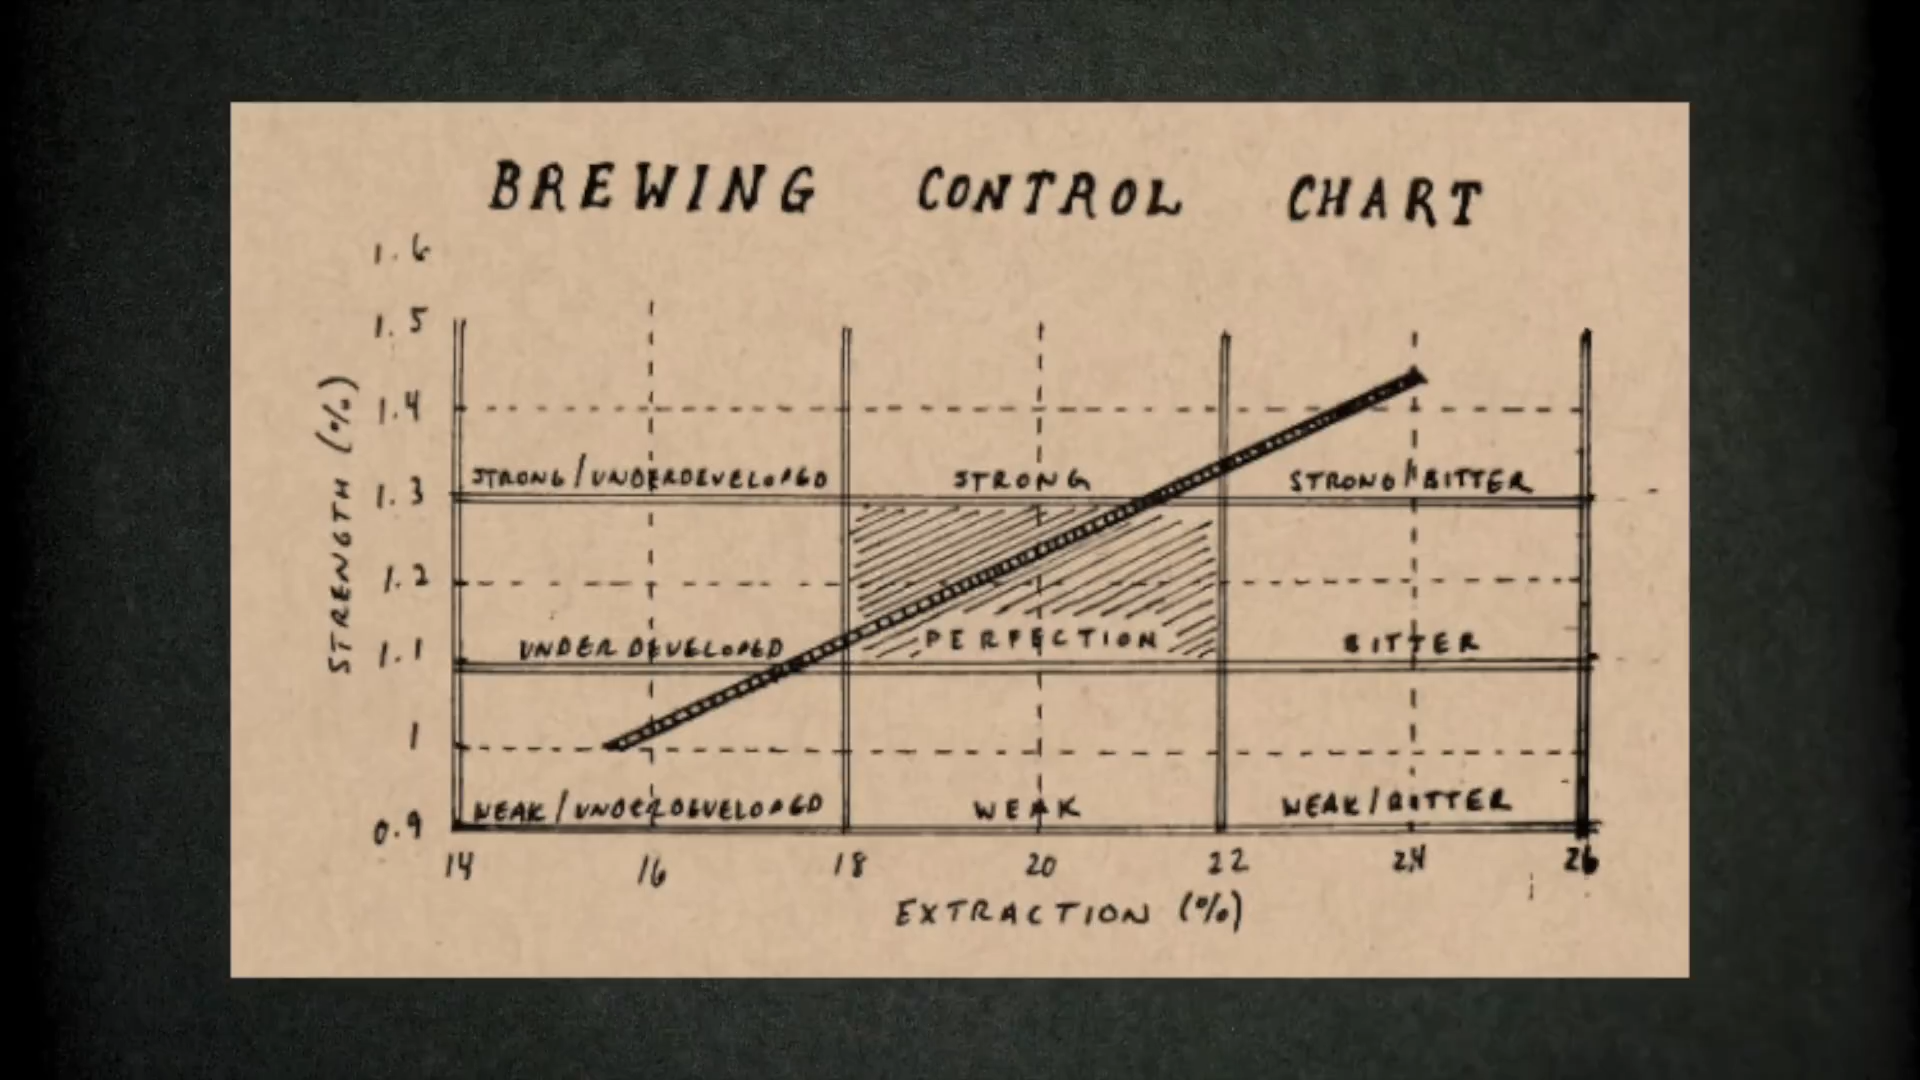 BREWING CONTROL CHART
1.6
1.5
1.4
STRONG/UNDERDEVELOPED STRONG STRONG/BITTER
1.3
1.2
UNDERDEVELOPED PERFECTION BITTER
1.1
1
WEAK/UNDERDEVELOPED WEAK WEAK/BITTER
0.9
14 16 18 20 22 24 26
EXTRACTION (%)
STRENGTH (%)